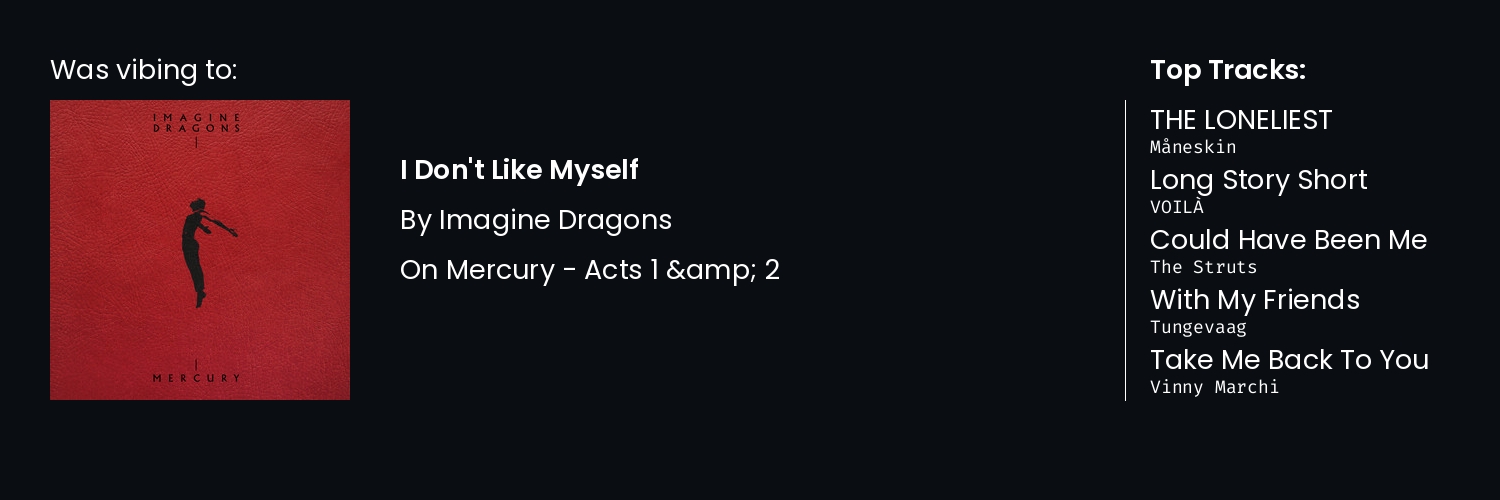 Was vibing to:
IMAGINE
DRAGONS
MERCURY
I Don't Like Myself
By Imagine Dragons
On Mercury - Acts 1 &amp; 2
Top Tracks:
THE LONELIEST
Måneskin
Long Story Short
VOILÀ
Could Have Been Me
The Struts
With My Friends
Tungevaag
Take Me Back To You
Vinny Marchi